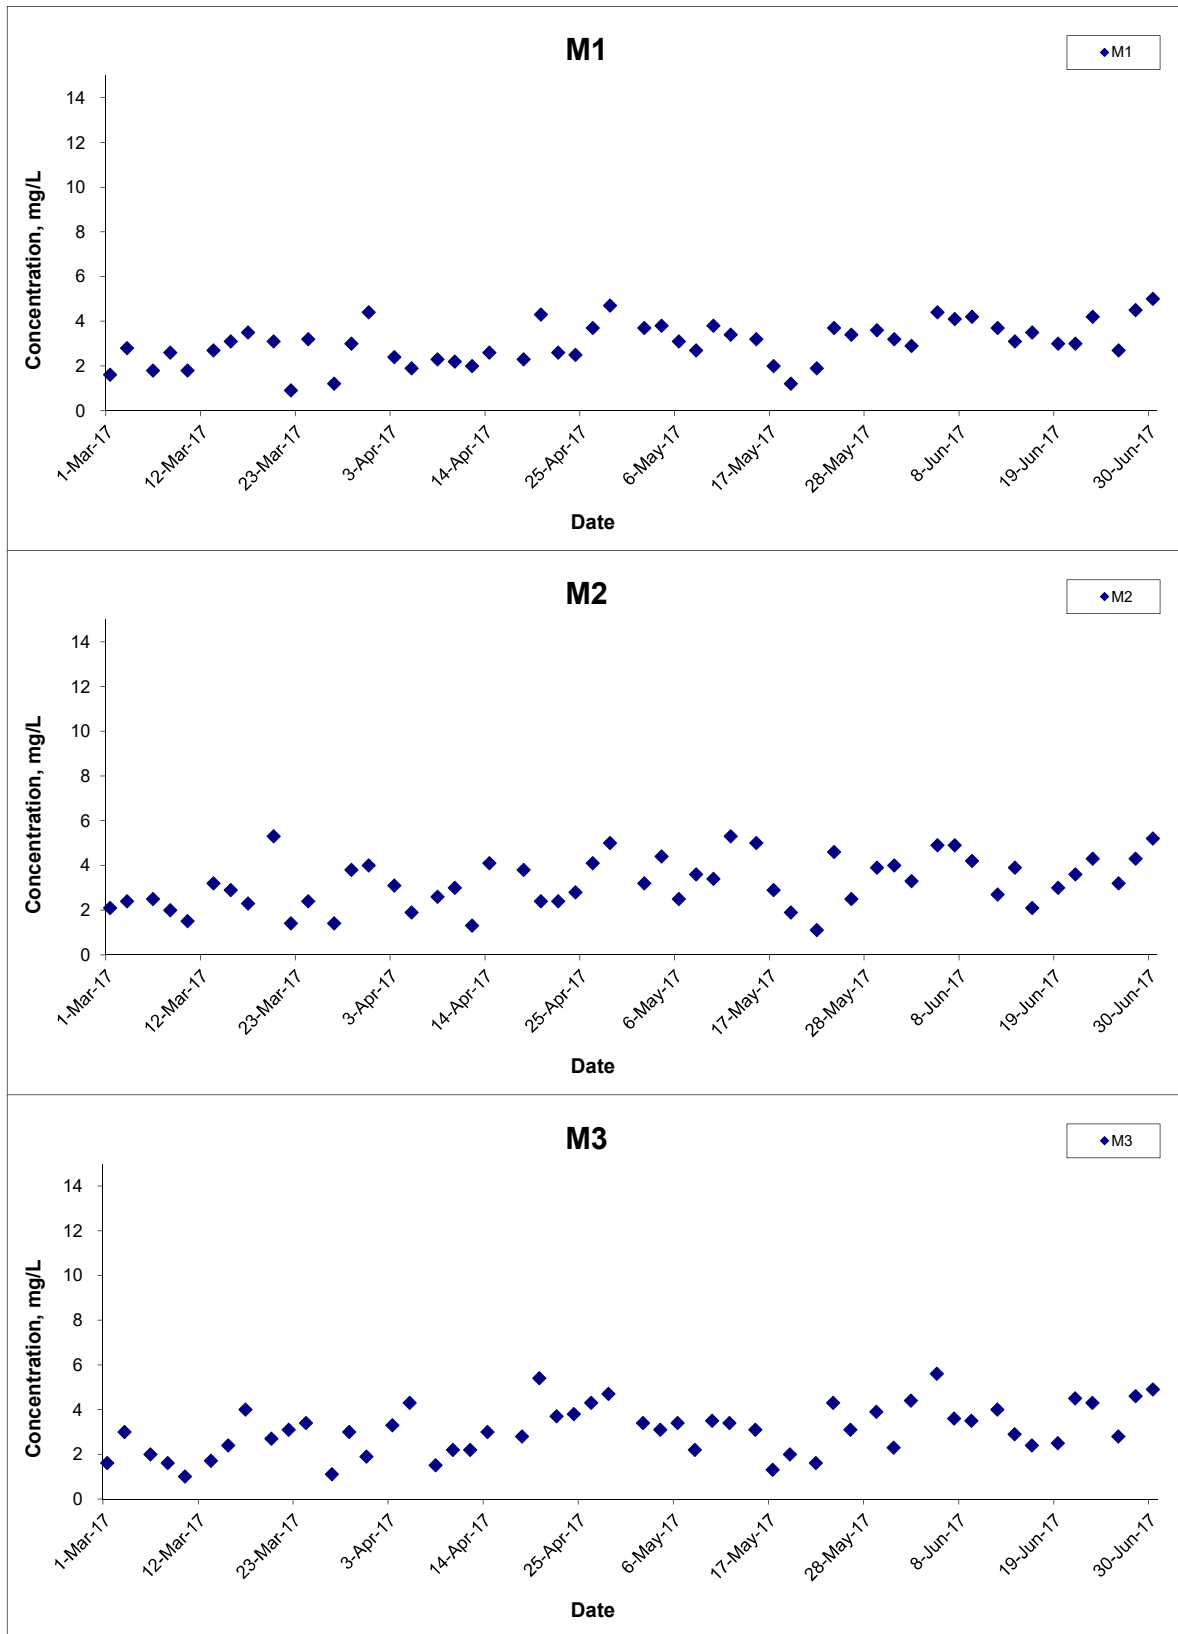 M1
M1
Concentration, mg/L
14
12
10
8
6
4
2
0
1-Mar-17
12-Mar-17
23-Mar-17
3-Apr-17
14-Apr-17
25-Apr-17
6-May-17
17-May-17
28-May-17
8-Jun-17
19-Jun-17
30-Jun-17
Date
M2
M2
Concentration, mg/L
14
12
10
8
6
4
2
0
1-Mar-17
12-Mar-17
23-Mar-17
3-Apr-17
14-Apr-17
25-Apr-17
6-May-17
17-May-17
28-May-17
8-Jun-17
19-Jun-17
30-Jun-17
Date
M3
M3
Concentration, mg/L
14
12
10
8
6
4
2
0
1-Mar-17
12-Mar-17
23-Mar-17
3-Apr-17
14-Apr-17
25-Apr-17
6-May-17
17-May-17
28-May-17
8-Jun-17
19-Jun-17
30-Jun-17
Date